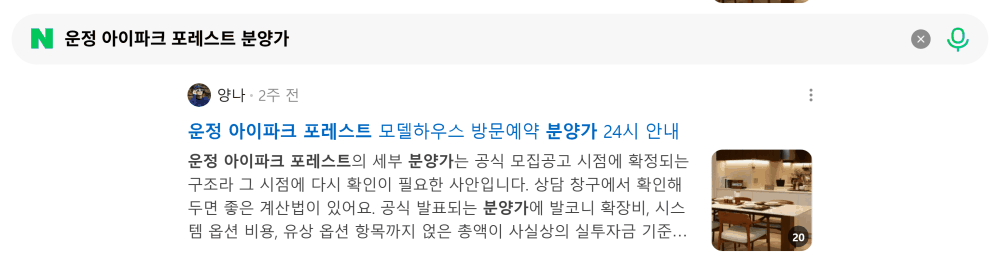 운정 아이파크 포레스트 분양가
양나 · 2주 전
운정 아이파크 포레스트 모델하우스 방문예약 분양가 24시 안내
운정 아이파크 포레스트의 세부 분양가는 공식 모집공고 시점에 확정되는
구조라 그 시점에 다시 확인이 필요한 사안입니다. 상담 창구에서 확인해
두면 좋은 계산법이 있어요. 공식 발표되는 분양가에 발코니 확장비, 시스
템 옵션 비용, 유상 옵션 항목까지 얹은 총액이 사실상의 실투자금 기준...
20